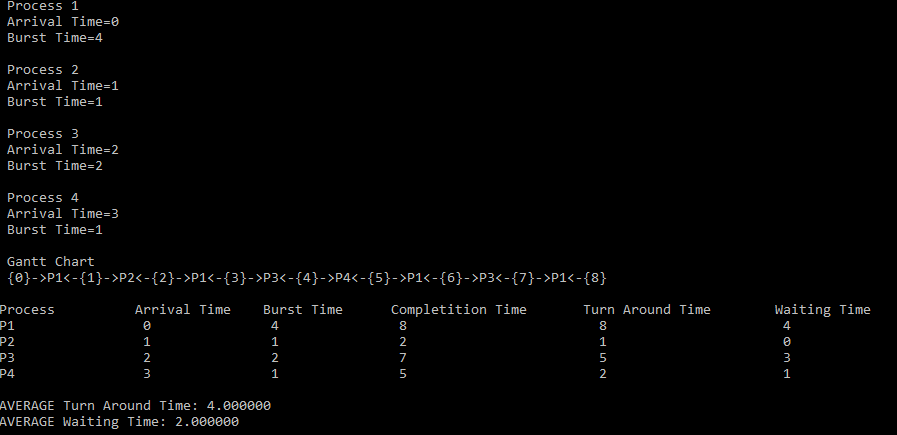 Process 1
Arrival Time=0
Burst Time=4
Process 2
Arrival Time=1
Burst Time=1
Process 3
Arrival Time=2
Burst Time=2
Process 4
Arrival Time=3
Burst Time=1
Gantt Chart
{0}->P1<-{1}->P2<-{2}->P1<-{3}->P3<-{4}->P4<-{5}->P1<-{6}->P3<-{7}->P1<-{8}
Process Arrival Time Burst Time Completition Time Turn Around Time Waiting Time
P1 0 4 8 8 4
P2 1 1 2 1 0
P3 2 2 7 5 3
P4 3 1 5 2 1
AVERAGE Turn Around Time: 4.000000
AVERAGE Waiting Time: 2.000000